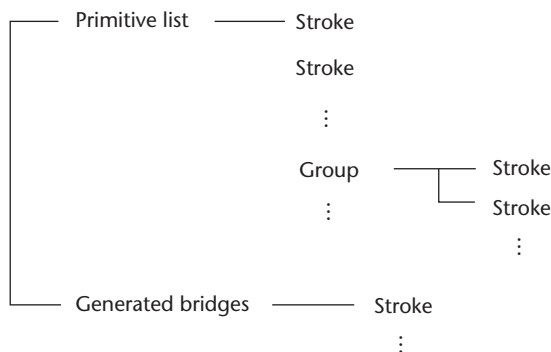 Primitive list Stroke
Stroke
⋮
Group Stroke
⋮ Stroke
⋮
Generated bridges Stroke
⋮